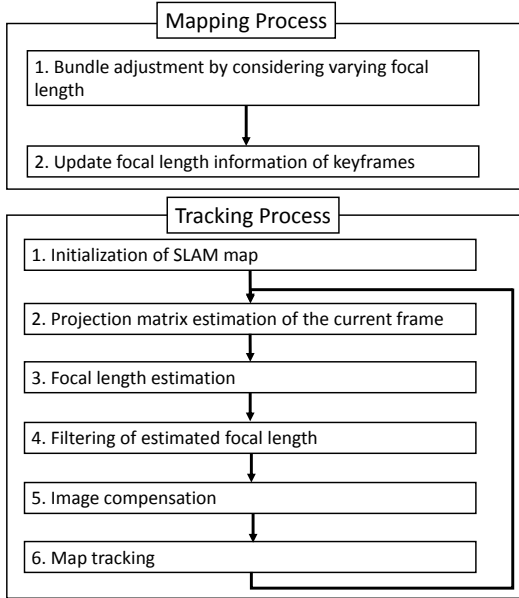 Mapping Process
1. Bundle adjustment by considering varying focal
length
2. Update focal length information of keyframes
Tracking Process
1. Initialization of SLAM map
2. Projection matrix estimation of the current frame
3. Focal length estimation
4. Filtering of estimated focal length
5. Image compensation
6. Map tracking